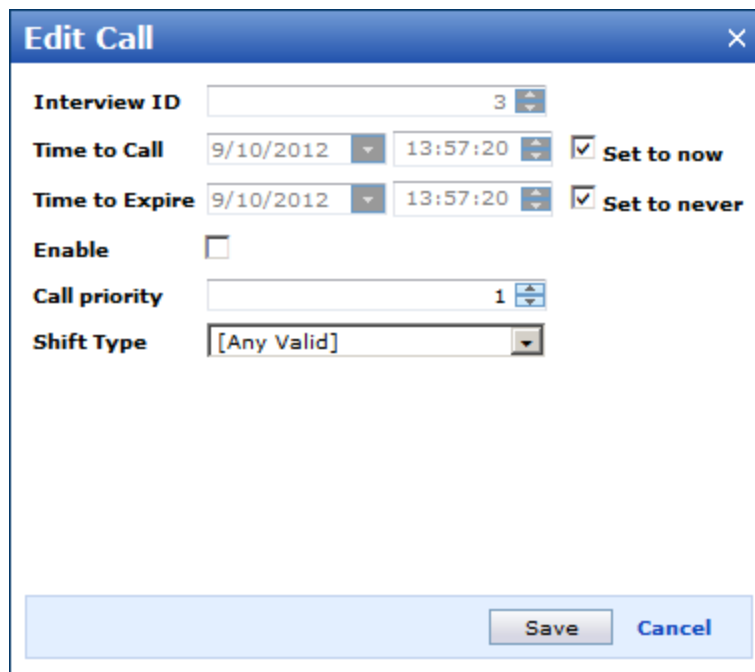 Edit Call
Interview ID 3
Time to Call 9/10/2012 13:57:20 Set to now
Time to Expire 9/10/2012 13:57:20 Set to never
Enable
Call priority 1
Shift Type [Any Valid]
Save Cancel